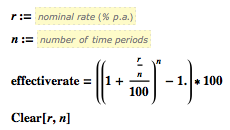 r := nominal rate (% p.a.)
n := number of time periods
effectiverate = ((1 + r/n/100)^n - 1.) * 100
Clear[r, n]